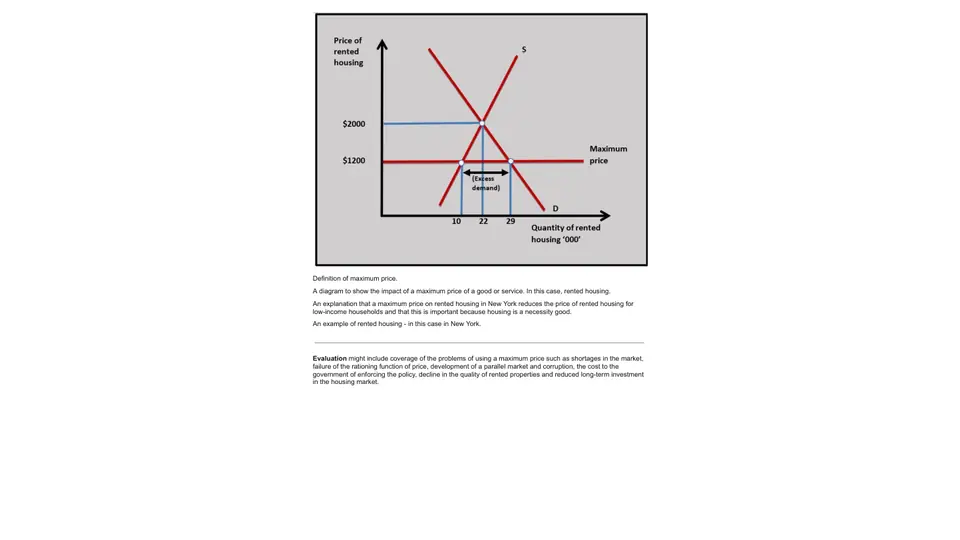 Price of
rented
housing
S
$2000
$1200
Maximum
price
(Excess
demand)
D
10 22 29
Quantity of rented
housing ‘000’
Definition of maximum price.
A diagram to show the impact of a maximum price of a good or service. In this case, rented housing.
An explanation that a maximum price on rented housing in New York reduces the price of rented housing for
low-income households and that this is important because housing is a necessity good.
An example of rented housing - in this case in New York.
Evaluation might include coverage of the problems of using a maximum price such as shortages in the market,
failure of the rationing function of price, development of a parallel market and corruption, the cost to the
government of enforcing the policy, decline in the quality of rented properties and reduced long-term investment
in the housing market.